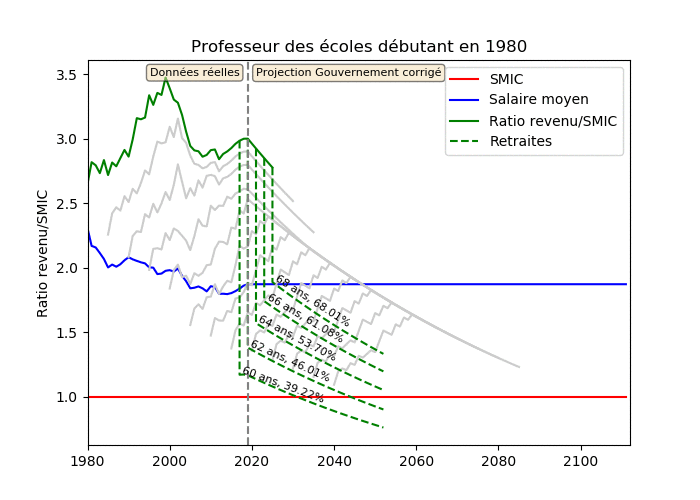 Professeur des écoles débutant en 1980
Données réelles
Projection Gouvernement corrigé
SMIC
Salaire moyen
Ratio revenu/SMIC
Retraites
Ratio revenu/SMIC
3.5
3.0
2.5
2.0
1.5
1.0
68 ans, 68.01%
66 ans, 61.08%
64 ans, 53.70%
62 ans, 46.01%
60 ans, 39.22%
1980
2000
2020
2040
2060
2080
2100